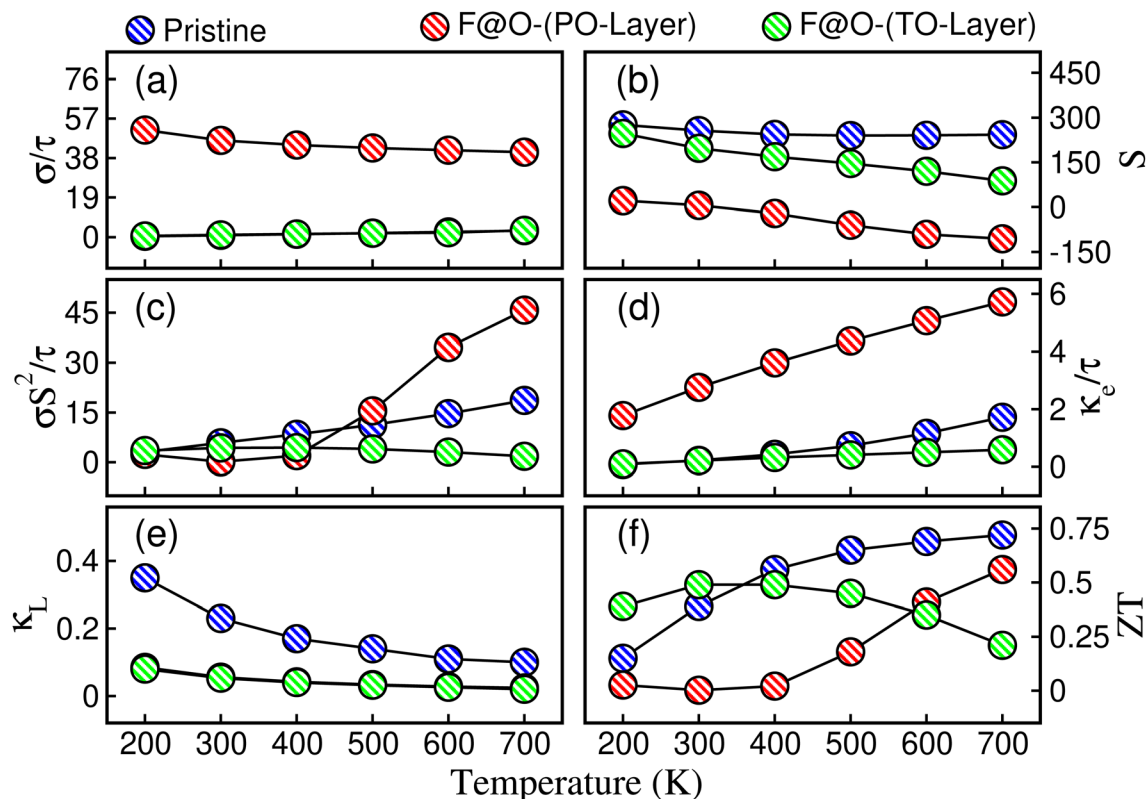 Pristine F@O-(PO-Layer) F@O-(TO-Layer)
(a)
76
57
38
19
0
σ/τ
(b)
450
300
150
0
-150
S
(c)
45
30
15
0
σS²/τ
(d)
6
4
2
0
κₑ/τ
(e)
0.4
0.2
0
κL
200 300 400 500 600 700
(f)
0.75
0.5
0.25
0
ZT
200 300 400 500 600 700
Temperature (K)